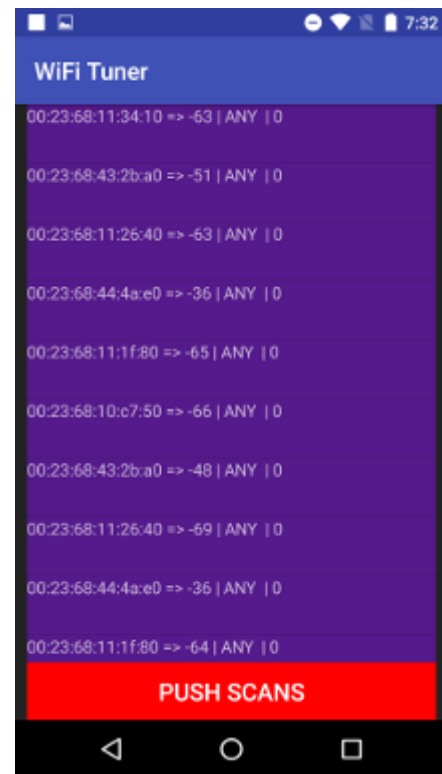 7:32
WiFi Tuner
00:23:68:11:34:10 => -63 | ANY | 0
00:23:68:43:2b:a0 => -51 | ANY | 0
00:23:68:11:26:40 => -63 | ANY | 0
00:23:68:44:4a:e0 => -36 | ANY | 0
00:23:68:11:1f:80 => -65 | ANY | 0
00:23:68:10:c7:50 => -66 | ANY | 0
00:23:68:43:2b:a0 => -48 | ANY | 0
00:23:68:11:26:40 => -69 | ANY | 0
00:23:68:44:4a:e0 => -36 | ANY | 0
00:23:68:11:1f:80 => -64 | ANY | 0
PUSH SCANS